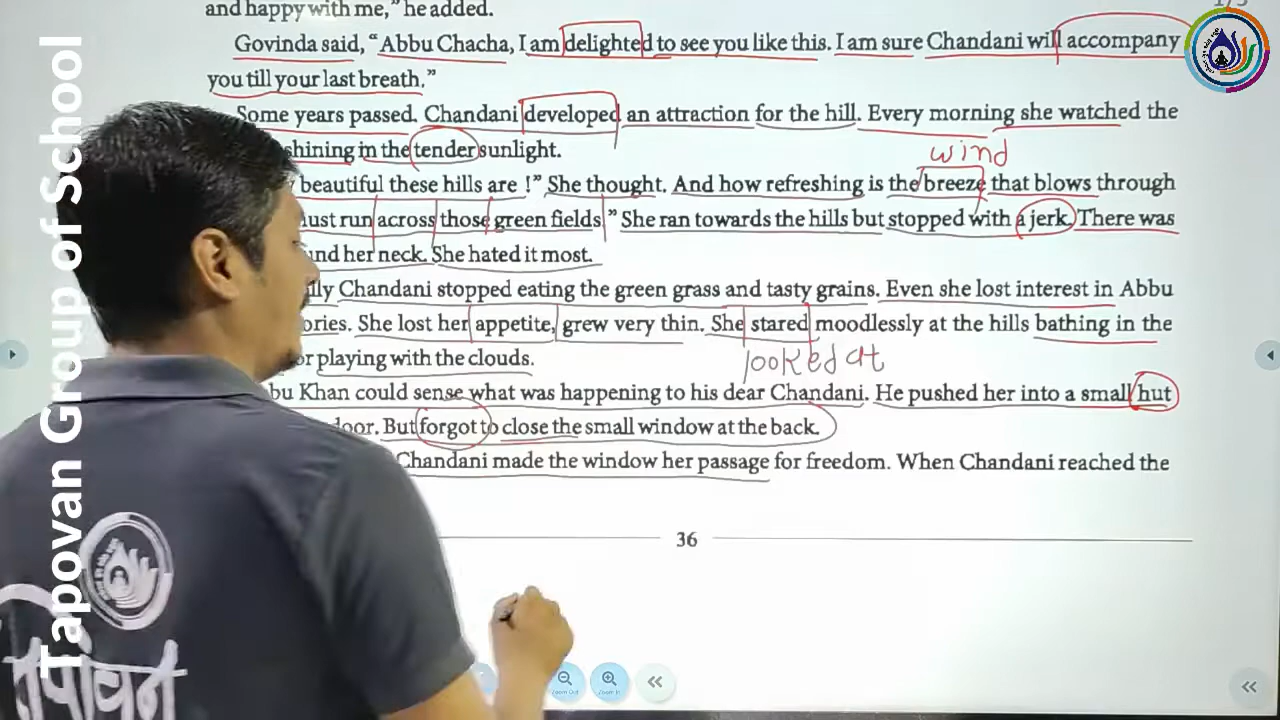 and happy with me," he added.
Govinda said, "Abbu Chacha, I am delighted to see you like this. I am sure Chandani will accompany
you till your last breath."
Some years passed. Chandani developed an attraction for the hill. Every morning she watched the
shining in the tender sunlight.
wind
beautiful these hills are !" She thought. And how refreshing is the breeze that blows through
ust run across those green fields." She ran towards the hills but stopped with a jerk. There was
und her neck. She hated it most.
lly Chandani stopped eating the green grass and tasty grains. Even she lost interest in Abbu
ories. She lost her appetite, grew very thin. She stared moodlessly at the hills bathing in the
or playing with the clouds.
looked at
bu Khan could sense what was happening to his dear Chandani. He pushed her into a small hut
door. But forgot to close the small window at the back.
Chandani made the window her passage for freedom. When Chandani reached the
36
Zoom Out
Zoom In
Tapovan Group of School